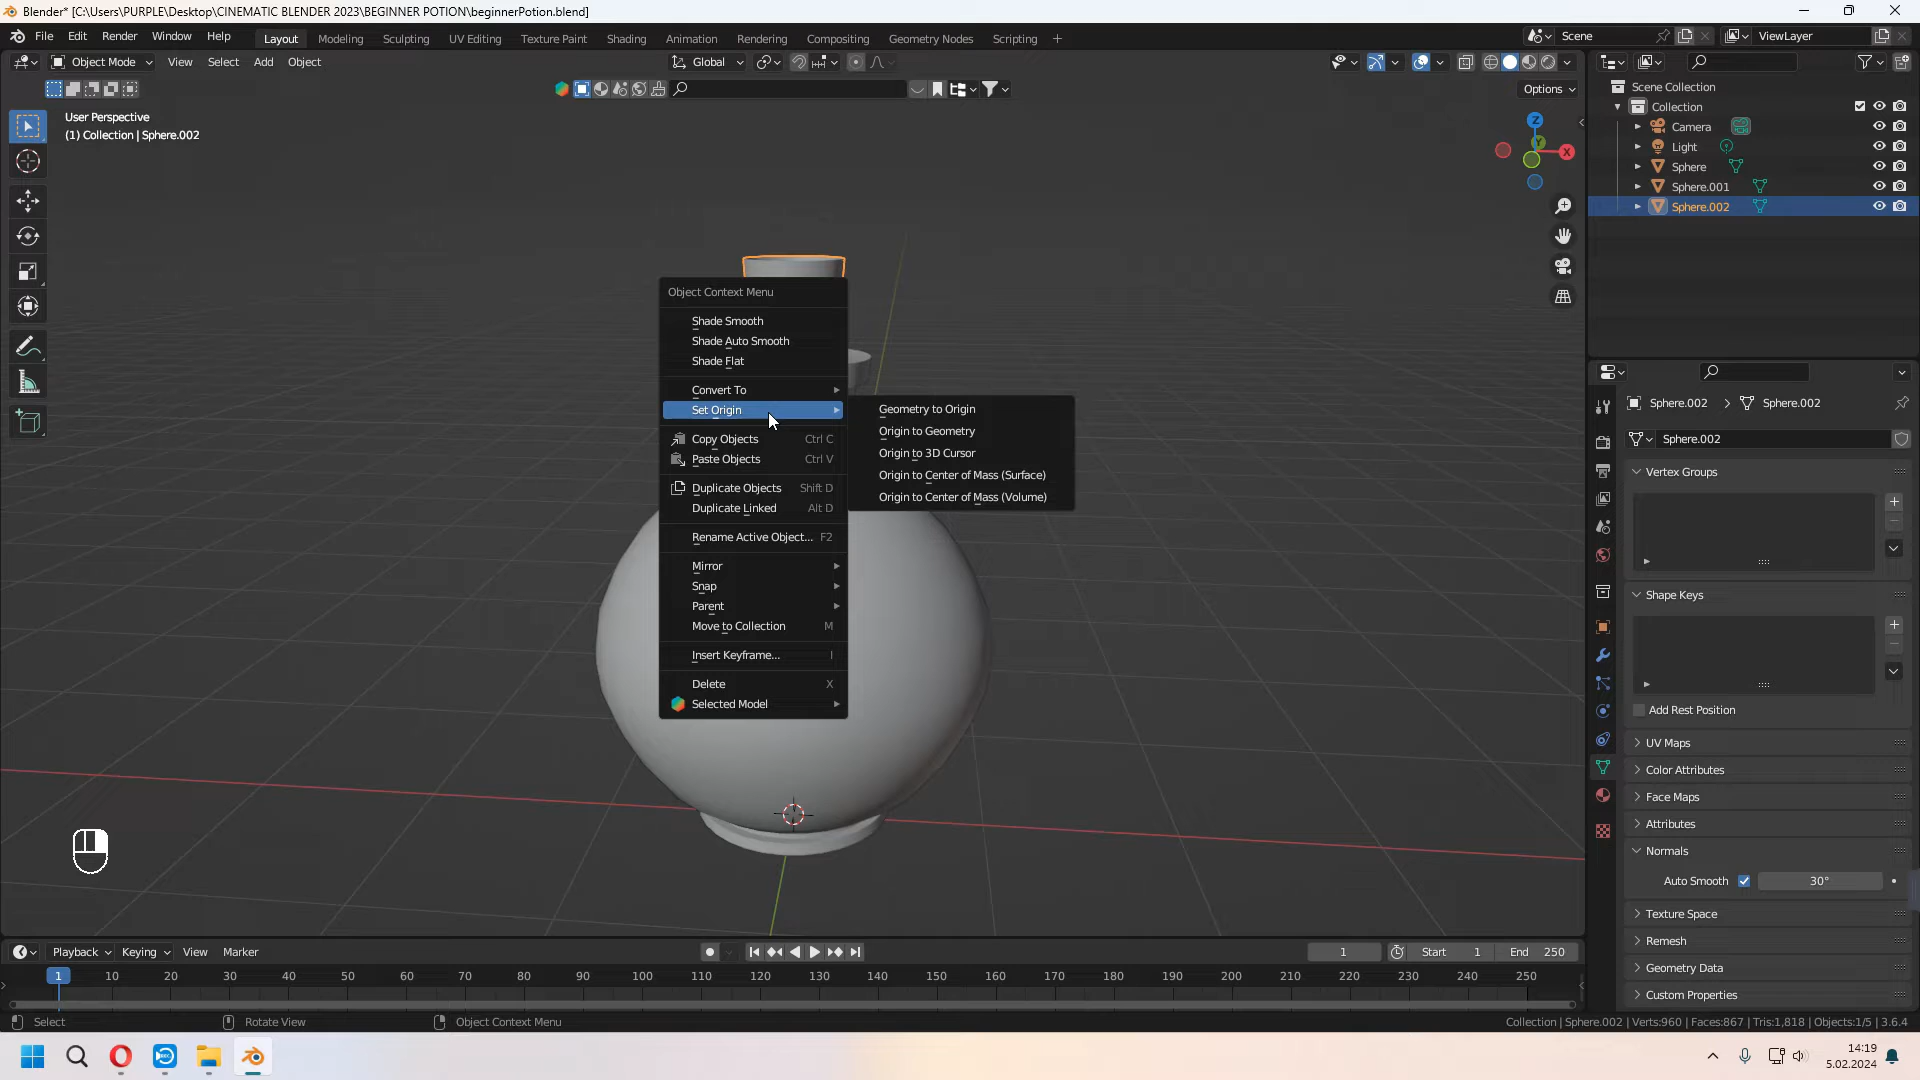 Blender* [C:\Users\PURPLE\Desktop\CINEMATIC BLENDER 2023\BEGINNER POTION\beginnerPotion.blend]
File Edit Render Window Help Layout Modeling Sculpting UV Editing Texture Paint Shading Animation Rendering Compositing Geometry Nodes Scripting + Scene ViewLayer
Object Mode View Select Add Object Global
Options
User Perspective
(1) Collection | Sphere.002
Z
Y
X
Scene Collection
Collection
Camera
Light
Sphere
Sphere.001
Sphere.002
Object Context Menu
Shade Smooth
Shade Auto Smooth
Shade Flat
Convert To
Set Origin
Copy Objects Ctrl C
Paste Objects Ctrl V
Duplicate Objects Shift D
Duplicate Linked Alt D
Rename Active Object... F2
Mirror
Snap
Parent
Move to Collection M
Insert Keyframe... I
Delete X
Selected Model
Geometry to Origin
Origin to Geometry
Origin to 3D Cursor
Origin to Center of Mass (Surface)
Origin to Center of Mass (Volume)
Sphere.002 > Sphere.002
Sphere.002
Vertex Groups
Shape Keys
Add Rest Position
UV Maps
Color Attributes
Face Maps
Attributes
Normals
Auto Smooth 30°
Texture Space
Remesh
Geometry Data
Custom Properties
Playback Keying View Marker 1 Start 1 End 250
1 10 20 30 40 50 60 70 80 90 100 110 120 130 140 150 160 170 180 190 200 210 220 230 240 250
Select Rotate View Object Context Menu Collection | Sphere.002 | Verts:960 | Faces:867 | Tris:1,818 | Objects:1/5 | 3.6.4
REC
14:19
5.02.2024